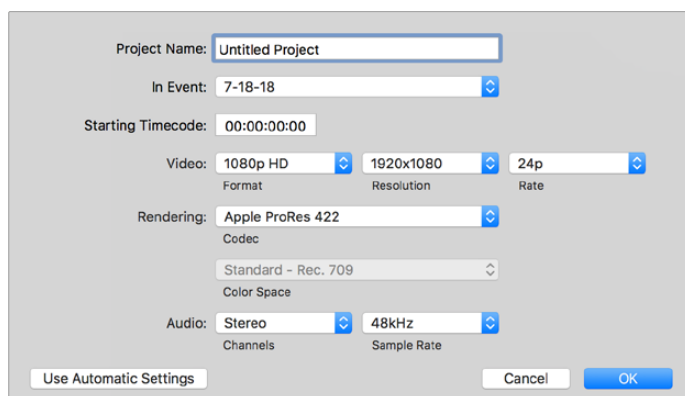 Project Name: Untitled Project
In Event: 7-18-18
Starting Timecode: 00:00:00:00
Video: 1080p HD 1920x1080 24p
Format Resolution Rate
Rendering: Apple ProRes 422
Codec
Standard - Rec. 709
Color Space
Audio: Stereo 48kHz
Channels Sample Rate
Use Automatic Settings Cancel OK